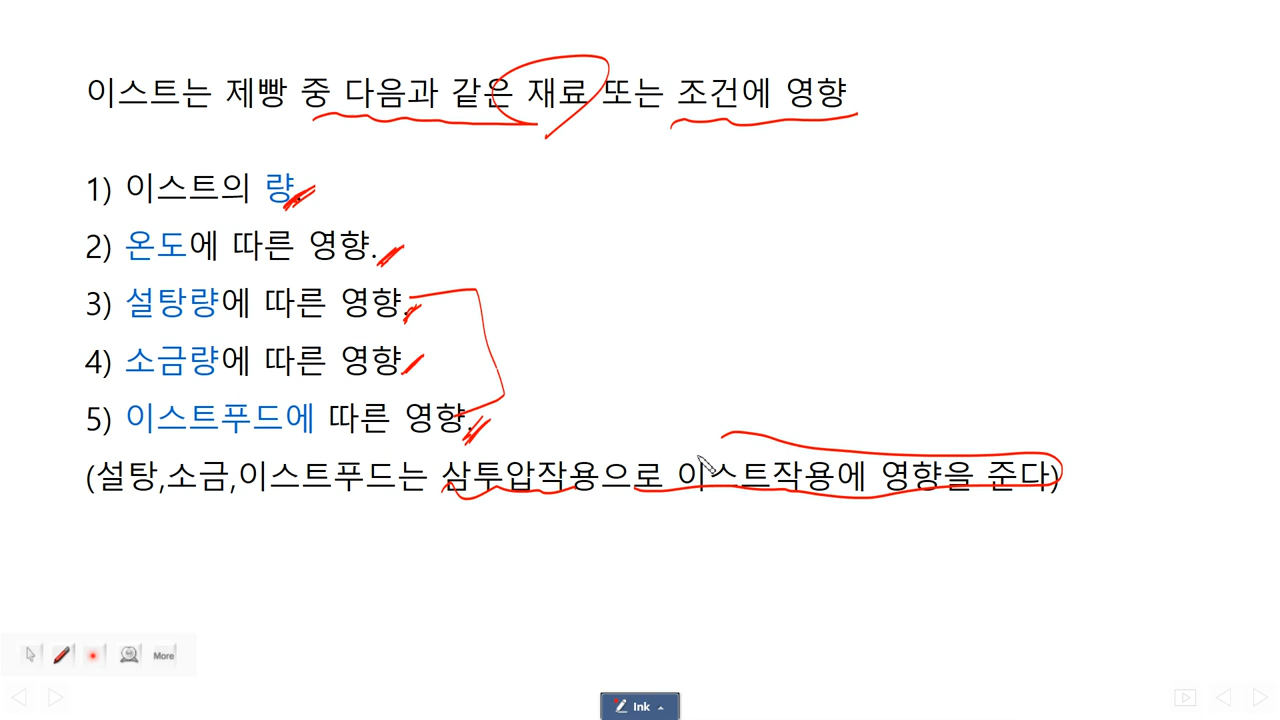 이스트는 제빵 중 다음과 같은 재료 또는 조건에 영향
1) 이스트의 량.
2) 온도에 따른 영향.
3) 설탕량에 따른 영향.
4) 소금량에 따른 영향
5) 이스트푸드에 따른 영향.
(설탕,소금,이스트푸드는 삼투압작용으로 이스트작용에 영향을 준다)
More
Ink